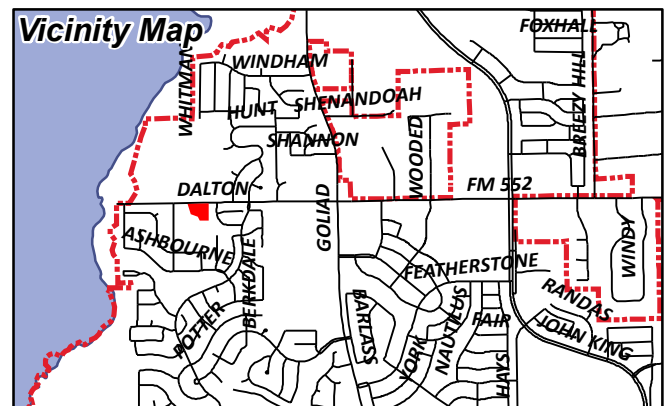 Vicinity Map
FOXHALL
WHITMAN
WINDHAM
BREEZY HILL
HUNT
SHENANDOAH
SHANNON
WOODED
DALTON
FM 552
GOLIAD
ASHBOURNE
BERKDALE
WINDY
FEATHERSTONE
RANDAS
POTTER
BARLASS
YORK
NAUTILUS
FAIR
JOHN KING
HAYS